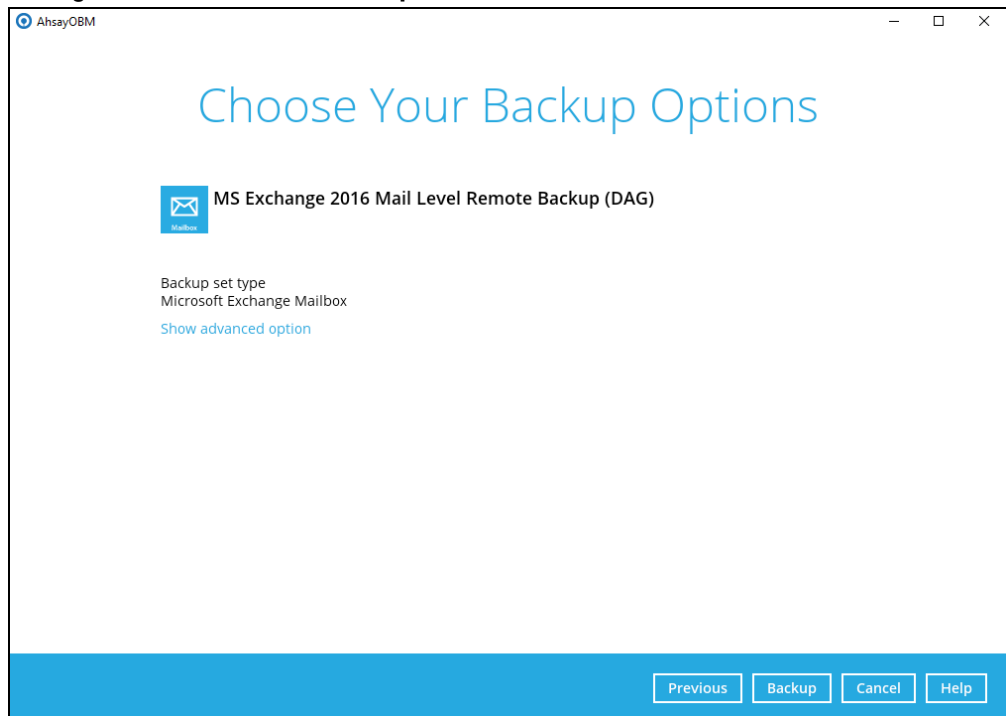 AhsayOBM
Choose Your Backup Options
MS Exchange 2016 Mail Level Remote Backup (DAG)
Mailbox
Backup set type
Microsoft Exchange Mailbox
Show advanced option
Previous
Backup
Cancel
Help